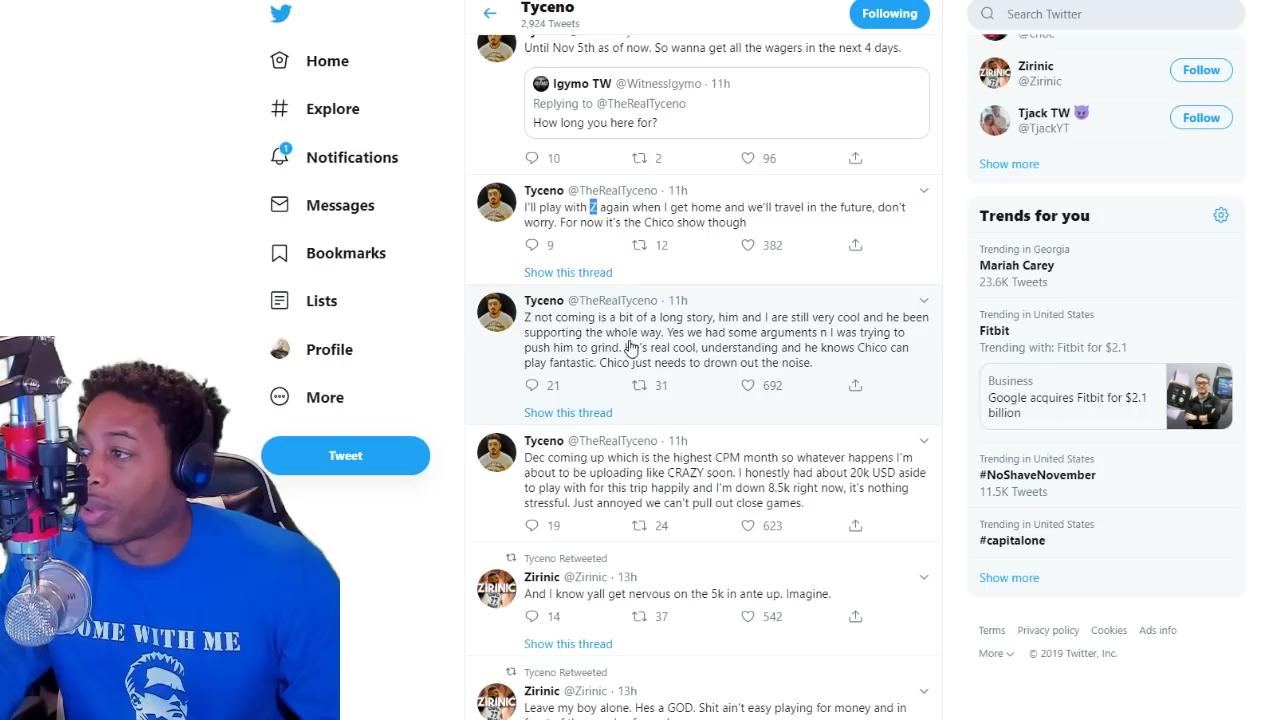 Home
Explore
1
Notifications
Messages
Bookmarks
Lists
Profile
More
Tweet
OME WITH ME
Tyceno
2,924 Tweets
Following
Until Nov 5th as of now. So wanna get all the wagers in the next 4 days.
Igymo TW @WitnessIgymo · 11h
Replying to @TheRealTyceno
How long you here for?
10 2 96
Tyceno @TheRealTyceno · 11h
I'll play with Z again when I get home and we'll travel in the future, don't
worry. For now it's the Chico show though
9 12 382
Show this thread
Tyceno @TheRealTyceno · 11h
Z not coming is a bit of a long story, him and I are still very cool and he been
supporting the whole way. Yes we had some arguments n I was trying to
push him to grind. real cool, understanding and he knows Chico can
play fantastic. Chico just needs to drown out the noise.
21 31 692
Show this thread
Tyceno @TheRealTyceno · 11h
Dec coming up which is the highest CPM month so whatever happens I'm
about to be uploading like CRAZY soon. I honestly had about 20k USD aside
to play with for this trip happily and I'm down 8.5k right now, it's nothing
stressful. Just annoyed we can't pull out close games.
19 24 623
Tyceno Retweeted
ZIRINIC
Zirinic @Zirinic · 13h
And I know yall get nervous on the 5k in ante up. Imagine.
14 37 542
Show this thread
Tyceno Retweeted
ZIRINIC
Zirinic @Zirinic · 13h
Leave my boy alone. Hes a GOD. Shit ain't easy playing for money and in
Search Twitter
ZIRINIC
Zirinic
@Zirinic
Follow
Tjack TW 😈
@TjackYT
Follow
Show more
Trends for you
Trending in Georgia
Mariah Carey
23.6K Tweets
Trending in United States
Fitbit
Trending with: Fitbit for $2.1
Business
Google acquires Fitbit for $2.1
billion
Trending in United States
#NoShaveNovember
11.5K Tweets
Trending in United States
#capitalone
Show more
Terms Privacy policy Cookies Ads info
More © 2019 Twitter, Inc.